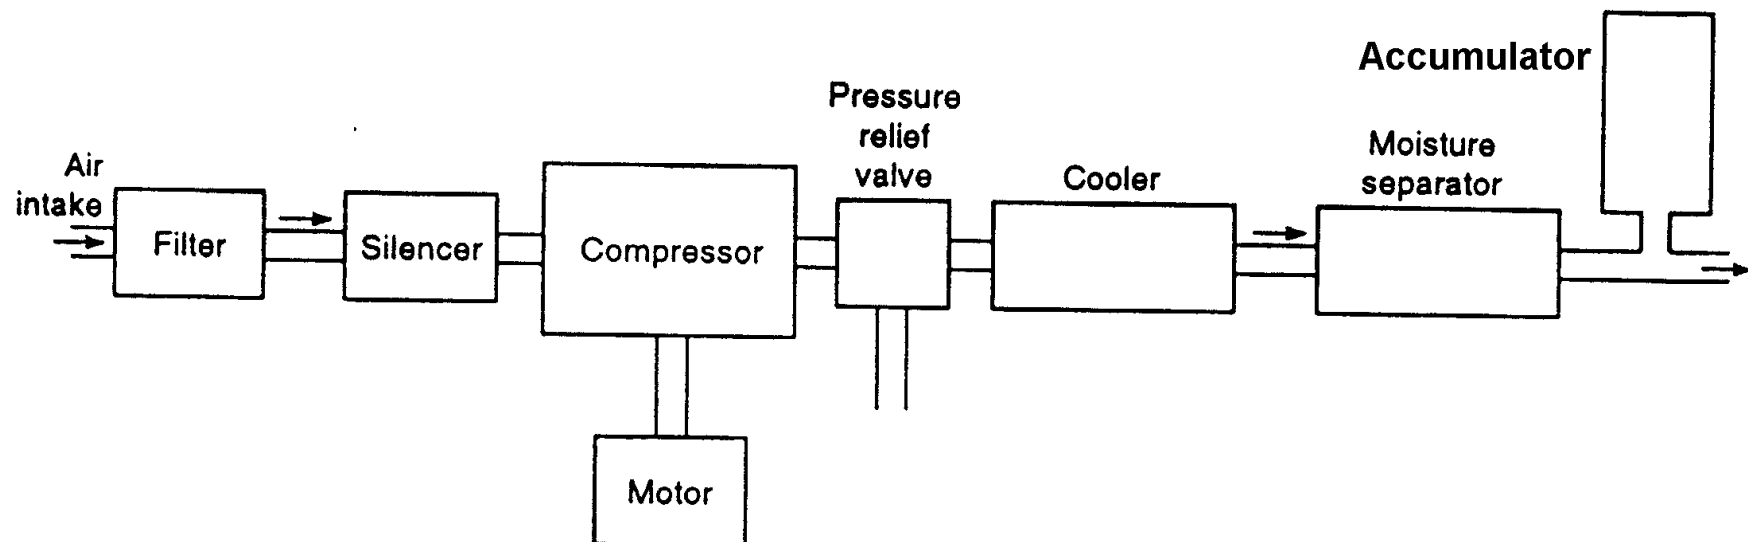 Air
intake
Filter
Silencer
Compressor
Motor
Pressure
relief
valve
Cooler
Moisture
separator
Accumulator